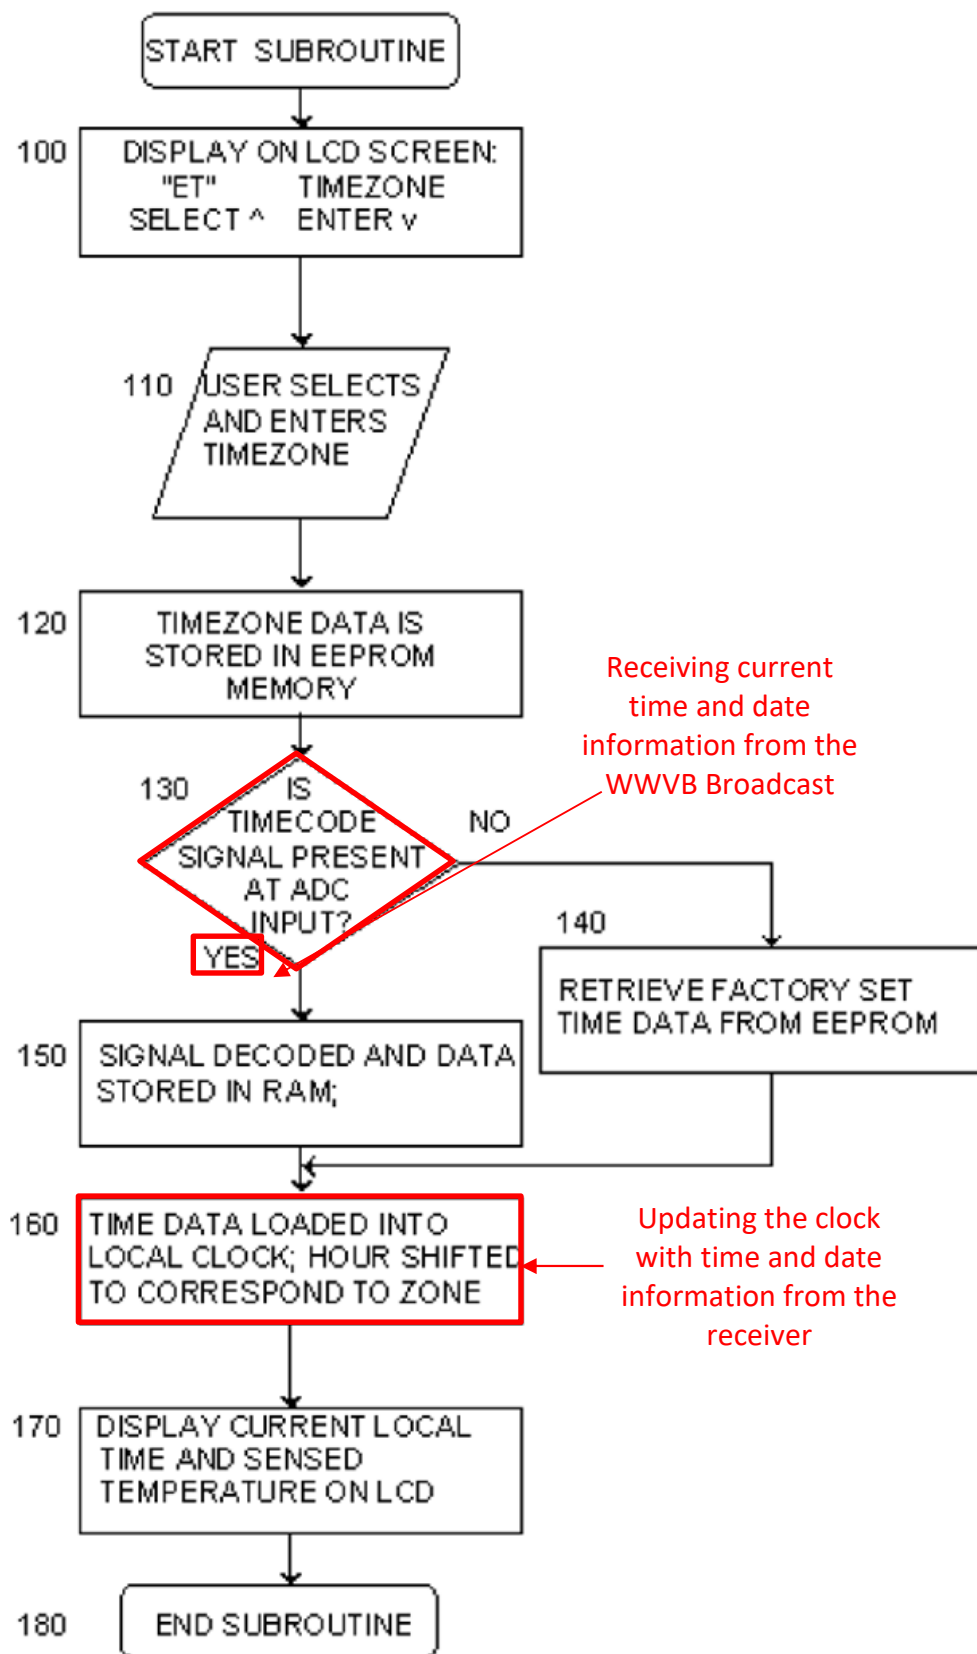 START SUBROUTINE
100
DISPLAY ON LCD SCREEN:
"ET" TIMEZONE
SELECT ^ ENTER v
110
USER SELECTS
AND ENTERS
TIMEZONE
120
TIMEZONE DATA IS
STORED IN EEPROM
MEMORY
Receiving current
time and date
information from the
WWVB Broadcast
130
IS
TIMECODE
SIGNAL PRESENT
AT ADC
INPUT?
NO
YES
140
RETRIEVE FACTORY SET
TIME DATA FROM EEPROM
150
SIGNAL DECODED AND DATA
STORED IN RAM;
160
TIME DATA LOADED INTO
LOCAL CLOCK; HOUR SHIFTED
TO CORRESPOND TO ZONE
Updating the clock
with time and date
information from the
receiver
170
DISPLAY CURRENT LOCAL
TIME AND SENSED
TEMPERATURE ON LCD
180
END SUBROUTINE